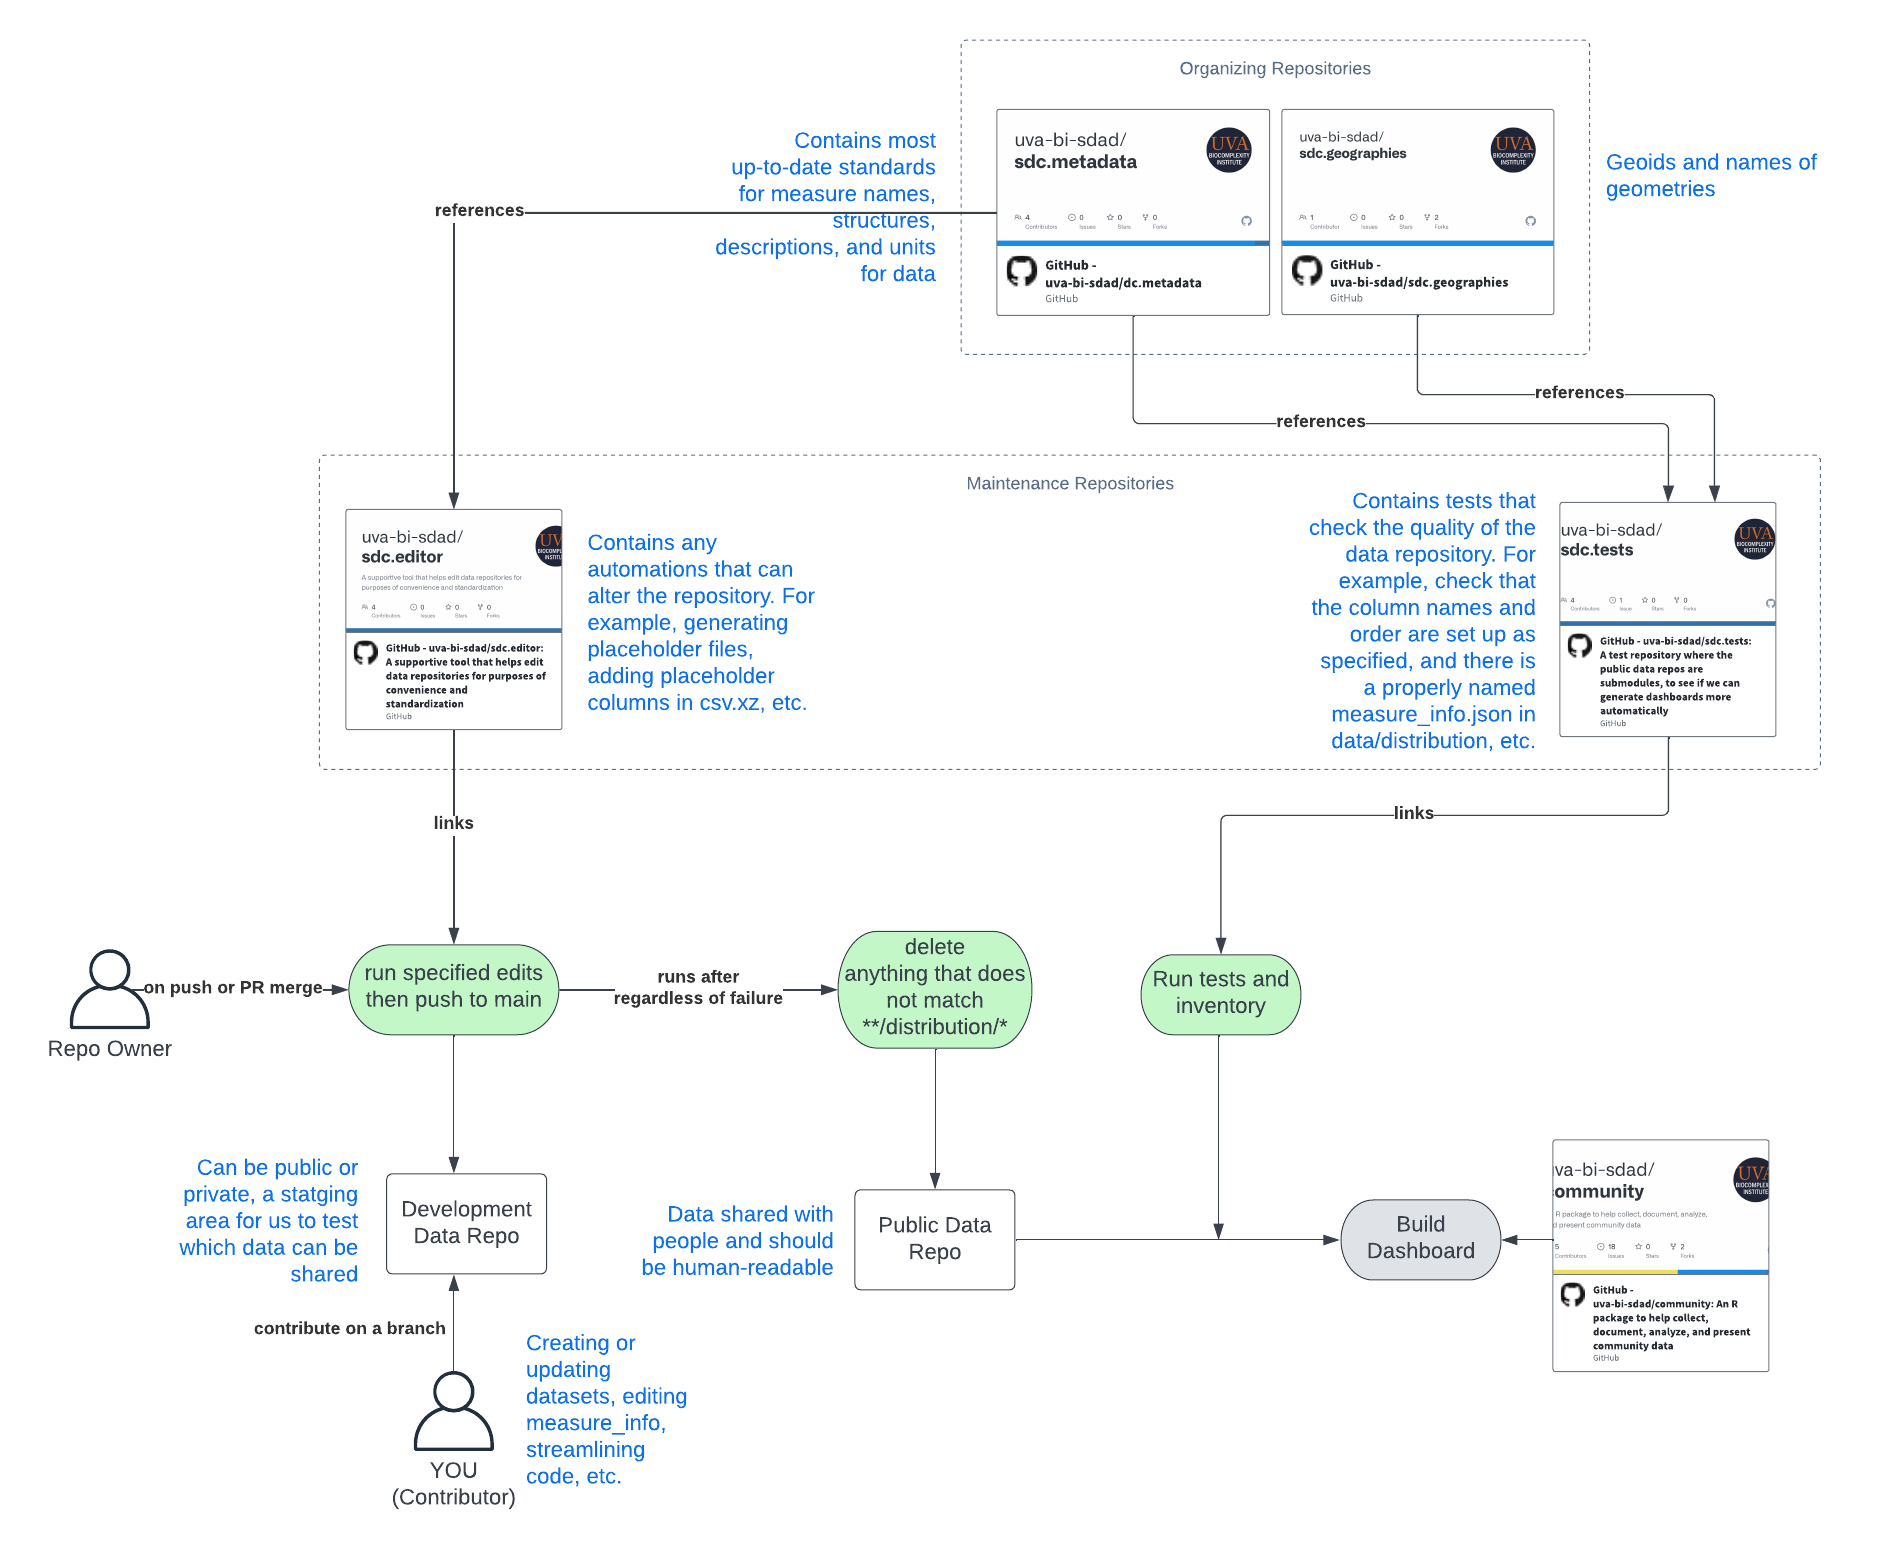 Organizing Repositories
uva-bi-sdad/
sdc.metadata
UVA
BIOCOMPLEXITY
INSTITUTE
4
Contributors
0
Issues
0
Stars
0
Forks
GitHub -
uva-bi-sdad/dc.metadata
GitHub
uva-bi-sdad/
sdc.geographies
UVA
BIOCOMPLEXITY
INSTITUTE
1
Contributor
0
Issues
0
Stars
2
Forks
GitHub -
uva-bi-sdad/sdc.geographies
GitHub
Contains most
up-to-date standards
for measure names,
structures,
descriptions, and units
for data
Geoids and names of
geometries
references
references
references
Maintenance Repositories
uva-bi-sdad/
sdc.editor
UV
BIOCOMPLEX
INSTIT
A supportive tool that helps edit data repositories for
purposes of convenience and standardization
4
Contributors
0
Issues
0
Stars
0
Forks
GitHub - uva-bi-sdad/sdc.editor:
A supportive tool that helps edit
data repositories for purposes of
convenience and
standardization
GitHub
Contains any
automations that can
alter the repository. For
example, generating
placeholder files,
adding placeholder
columns in csv.xz, etc.
Contains tests that
check the quality of the
data repository. For
example, check that
the column names and
order are set up as
specified, and there is
a properly named
measure_info.json in
data/distribution, etc.
uva-bi-sdad/
sdc.tests
UVA
BIOCOMPLEXITY
INSTITUTE
4
Contributors
1
Issue
0
Stars
0
Forks
GitHub - uva-bi-sdad/sdc.tests:
A test repository where the
public data repos are
submodules, to see if we can
generate dashboards more
automatically
GitHub
links
links
Repo Owner
on push or PR merge
run specified edits
then push to main
runs after
regardless of failure
delete
anything that does
not match
**/distribution/*
Run tests and
inventory
Can be public or
private, a statging
area for us to test
which data can be
shared
Development
Data Repo
Data shared with
people and should
be human-readable
Public Data
Repo
Build
Dashboard
va-bi-sdad/
ommunity
UVA
BIOCOMPLEX
INSTITUTE
R package to help collect, document, analyze,
d present community data
5
Contributors
18
Issues
0
Stars
2
Forks
GitHub -
uva-bi-sdad/community: An R
package to help collect,
document, analyze, and present
community data
GitHub
contribute on a branch
Creating or
updating
datasets, editing
measure_info,
streamlining
code, etc.
YOU
(Contributor)